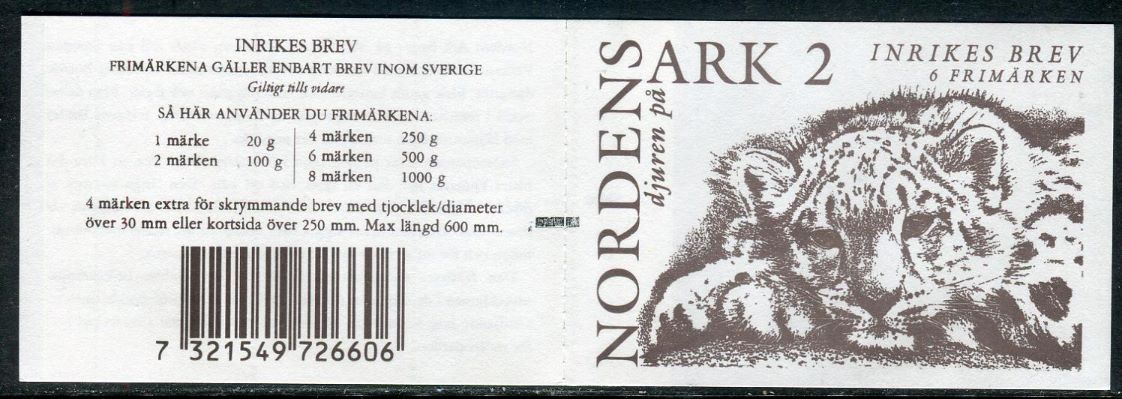 INRIKES BREV
FRIMÄRKENA GÄLLER ENBART BREV INOM SVERIGE
Giltigt tills vidare
SÅ HÄR ANVÄNDER DU FRIMÄRKENA:
1 märke 20 g
2 märken 100 g
4 märken 250 g
6 märken 500 g
8 märken 1000 g
4 märken extra för skrymmande brev med tjocklek/diameter
över 30 mm eller kortsida över 250 mm. Max längd 600 mm.
7 321549 726606
NORDENS
ARK 2
djuren på
INRIKES BREV
6 FRIMÄRKEN